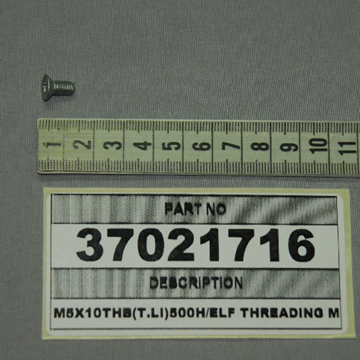 1 2 3 4 5 6 7 8 9 10 11
PART NO
37021716
DESCRIPTION
M5X10THB(T.LI)500H/ELF THREADING M